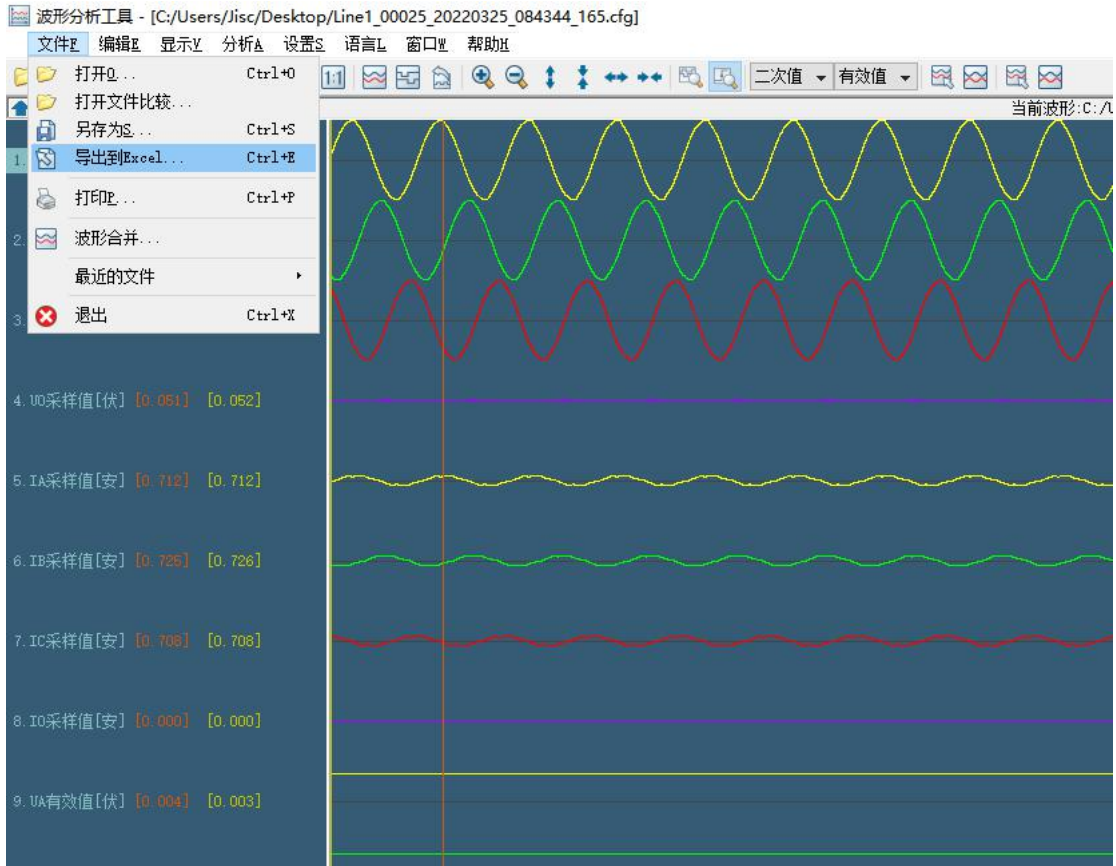 波形分析工具 - [C:/Users/Jisc/Desktop/Line1_00025_20220325_084344_165.cfg]
文件F 编辑E 显示V 分析A 设置S 语言L 窗口W 帮助H
1:1 二次值 有效值
当前波形:C:/U
打开O... Ctrl+O
打开文件比较...
另存为S... Ctrl+S
导出到Excel... Ctrl+E
打印P... Ctrl+P
波形合并...
最近的文件
退出 Ctrl+X
1.
2.
3.
4.U0采样值[伏] [0.051] [0.052]
5.IA采样值[安] [0.712] [0.712]
6.IB采样值[安] [0.725] [0.726]
7.IC采样值[安] [0.708] [0.708]
8.I0采样值[安] [0.000] [0.000]
9.UA有效值[伏] [0.004] [0.003]